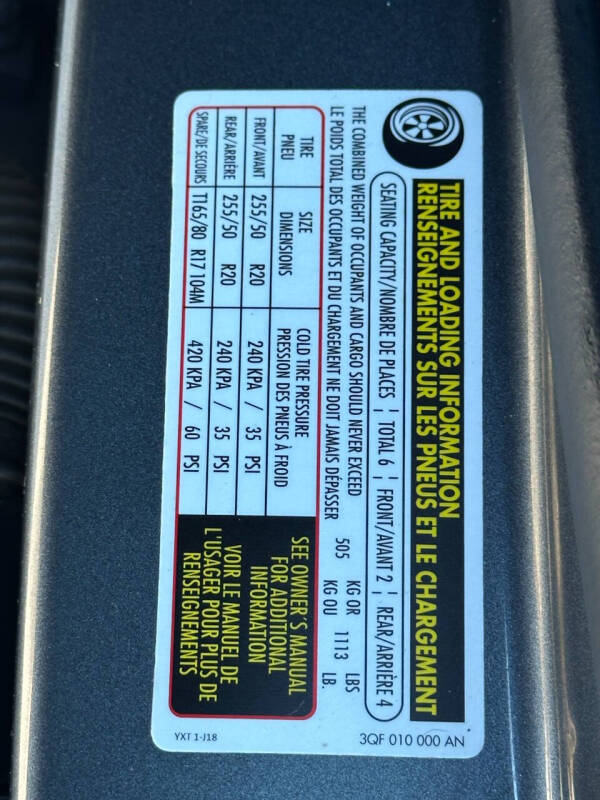 TIRE AND LOADING INFORMATION
RENSEIGNEMENTS SUR LES PNEUS ET LE CHARGEMENT
SEATING CAPACITY/NOMBRE DE PLACES | TOTAL 6 | FRONT/AVANT 2 | REAR/ARRIÈRE 4
THE COMBINED WEIGHT OF OCCUPANTS AND CARGO SHOULD NEVER EXCEED 505 KG OR 1113 LBS
LE POIDS TOTAL DES OCCUPANTS ET DU CHARGEMENT NE DOIT JAMAIS DÉPASSER KG OU LB.
TIRE SIZE COLD TIRE PRESSURE
PNEU DIMENSIONS PRESSION DES PNEUS À FROID
FRONT/AVANT 255/50 R20 240 KPA / 35 PSI
REAR/ARRIÈRE 255/50 R20 240 KPA / 35 PSI
SPARE/DE SECOURS T165/80 R17 104M 420 KPA / 60 PSI
SEE OWNER'S MANUAL
FOR ADDITIONAL
INFORMATION
VOIR LE MANUEL DE
L'USAGER POUR PLUS DE
RENSEIGNEMENTS
3QF 010 000 AN
YXT 1-J18